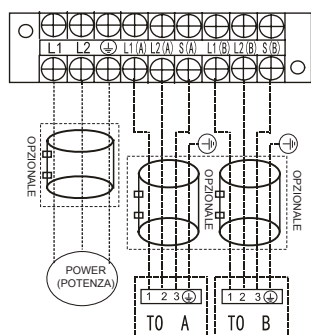 L1 L2 L1(A) L2(A) S(A) L1(B) L2(B) S(B)
OPZIONALE
OPZIONALE
OPZIONALE
POWER
(POTENZA)
1 2 3
1 2 3
TO A
TO B